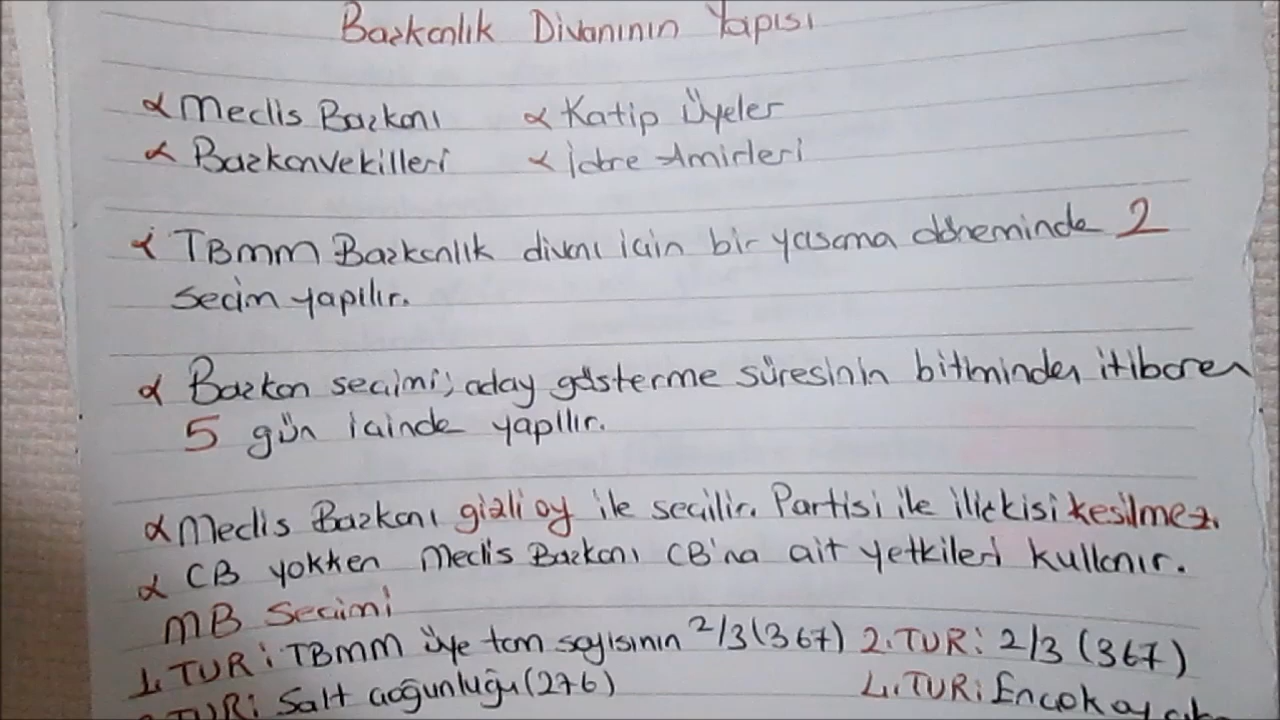 Başkanlık Divanının Yapısı
α Meclis Başkanı α Katip Üyeler
α Başkanvekilleri α İdare Amirleri
α TBMM Başkanlık divanı için bir yasama döneminde 2
seçim yapılır.
α Başkan seçimi; aday gösterme süresinin bitiminden itibaren
5 gün içinde yapılır.
α Meclis Başkanı gizli oy ile seçilir. Partisi ile ilişkisi kesilmez.
α CB yokken Meclis Başkanı CB'na ait yetkileri kullanır.
MB Seçimi
1.TUR: TBMM üye tam sayısının 2/3(367) 2.TUR: 2/3 (367)
TUR: Salt çoğunluğu(276) 4.TUR: En çok oy